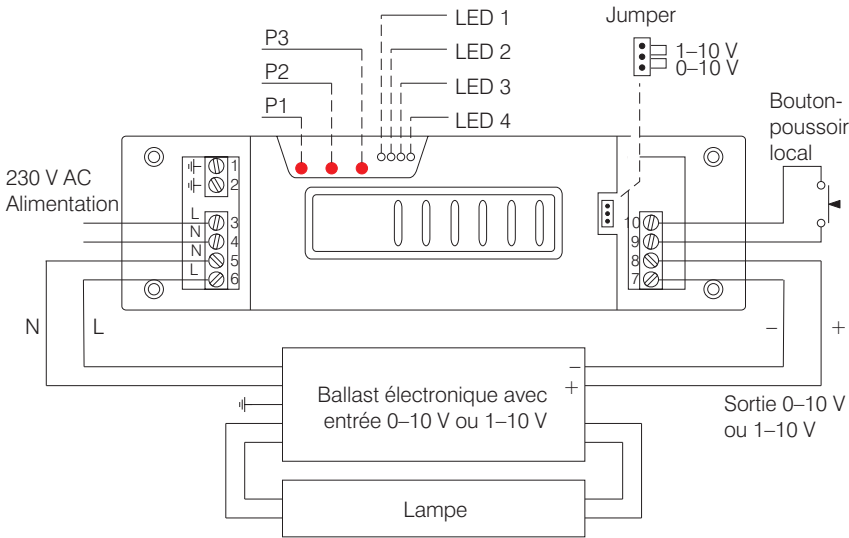 LED 1
Jumper
P3
LED 2
1–10 V
0–10 V
P2
LED 3
P1
LED 4
Bouton-
poussoir
local
230 V AC
Alimentation
1
2
L
3
N
4
N
5
L
6
10
9
8
7
N
L
–
+
–
+
Ballast électronique avec
entrée 0–10 V ou 1–10 V
Sortie 0–10 V
ou 1–10 V
Lampe